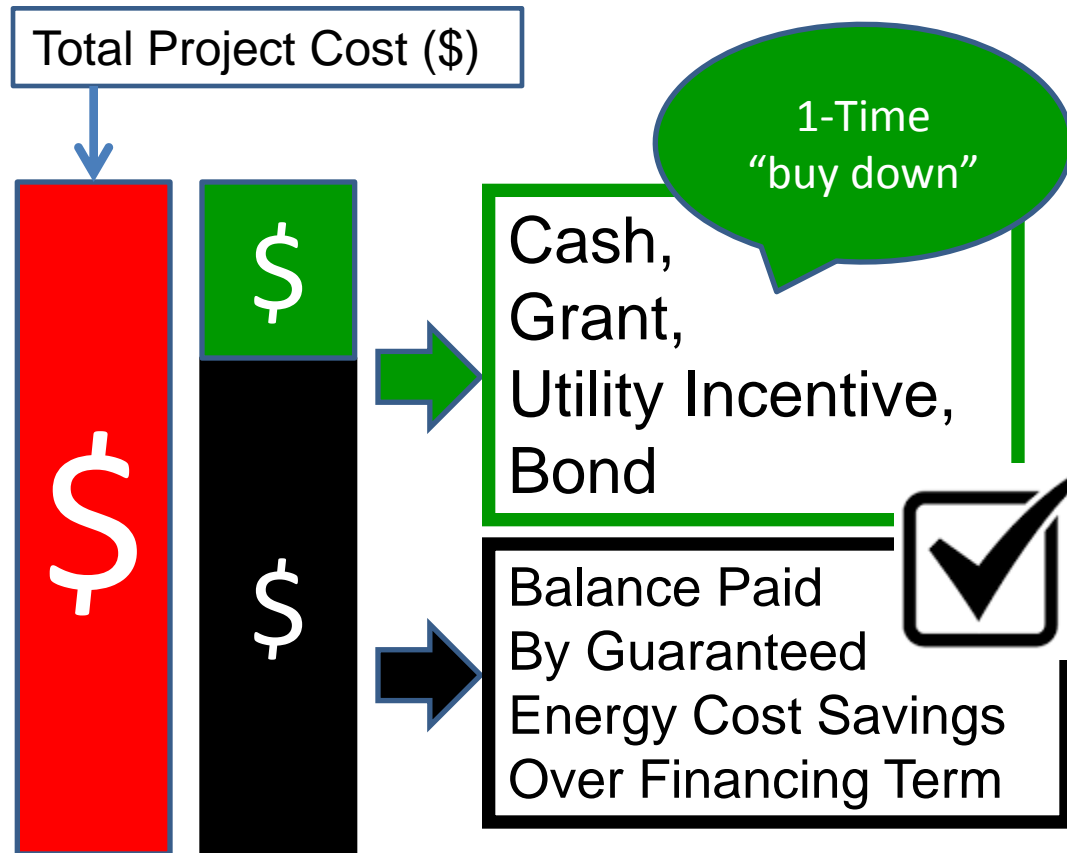 Total Project Cost ($)
1-Time
“buy down”
$
$
$
Cash,
Grant,
Utility Incentive,
Bond
Balance Paid
By Guaranteed
Energy Cost Savings
Over Financing Term